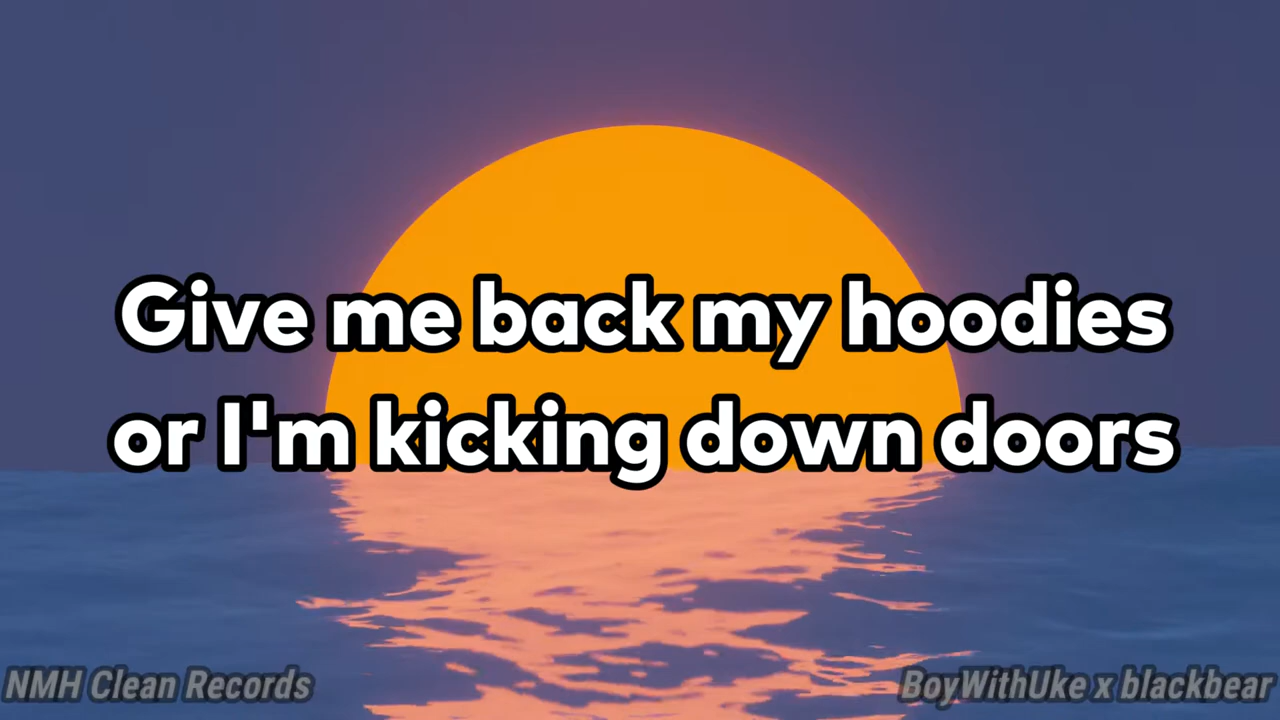 Give me back my hoodies
or I'm kicking down doors
NMH Clean Records
BoyWithUke x blackbear